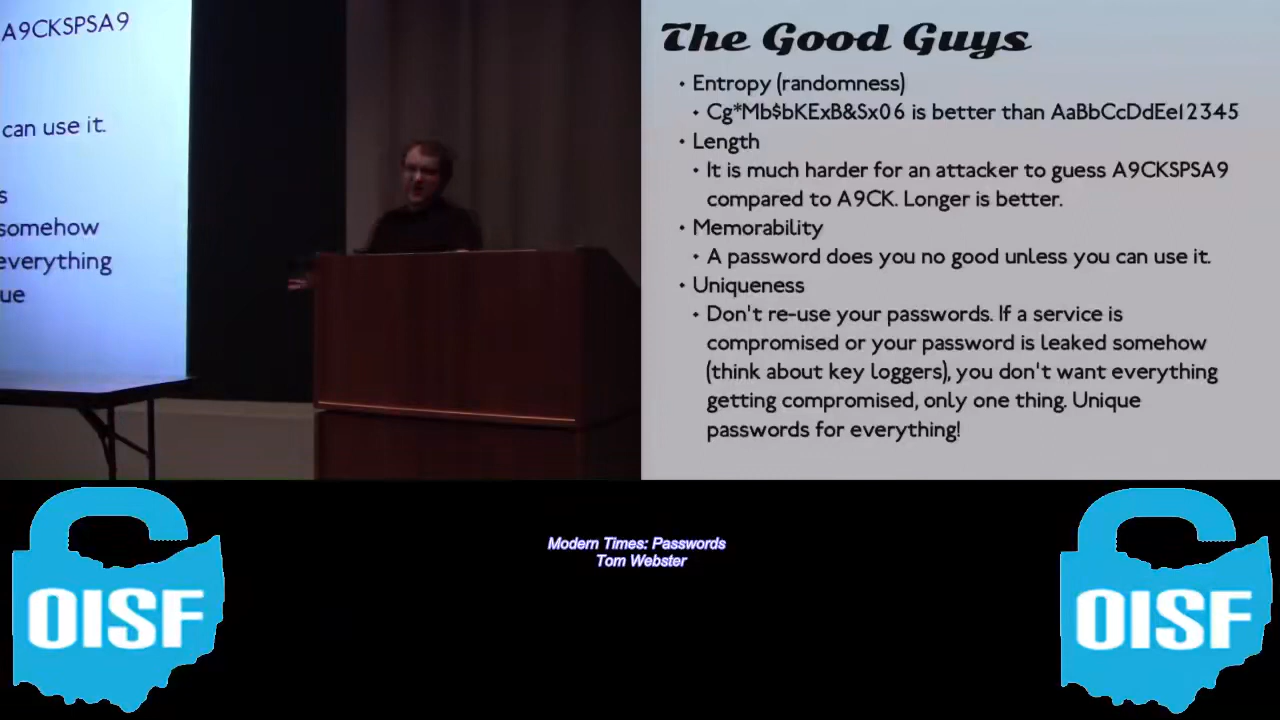 A9CKSPSA9
can use it.
s
somehow
everything
ue
The Good Guys
• Entropy (randomness)
• Cg*Mb$bKExB&Sx06 is better than AaBbCcDdEe12345
• Length
• It is much harder for an attacker to guess A9CKSPSA9
compared to A9CK. Longer is better.
• Memorability
• A password does you no good unless you can use it.
• Uniqueness
• Don't re-use your passwords. If a service is
compromised or your password is leaked somehow
(think about key loggers), you don't want everything
getting compromised, only one thing. Unique
passwords for everything!
Modern Times: Passwords
Tom Webster
OISF
OISF